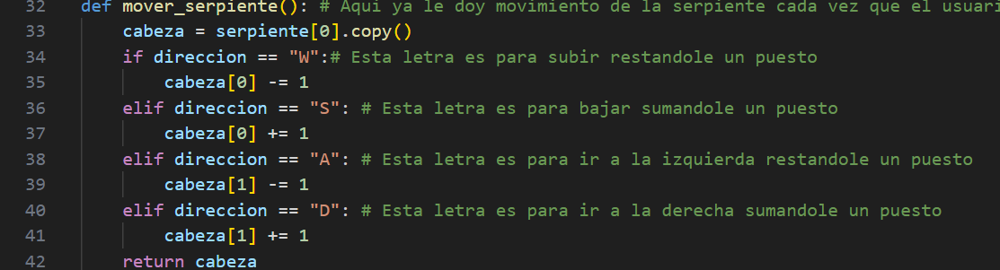 32 def mover_serpiente(): # Aqui ya le doy movimiento de la serpiente cada vez que el usuari
33 cabeza = serpiente[0].copy()
34 if direccion == "W":# Esta letra es para subir restandole un puesto
35 cabeza[0] -= 1
36 elif direccion == "S": # Esta letra es para bajar sumandole un puesto
37 cabeza[0] += 1
38 elif direccion == "A": # Esta letra es para ir a la izquierda restandole un puesto
39 cabeza[1] -= 1
40 elif direccion == "D": # Esta letra es para ir a la derecha sumandole un puesto
41 cabeza[1] += 1
42 return cabeza